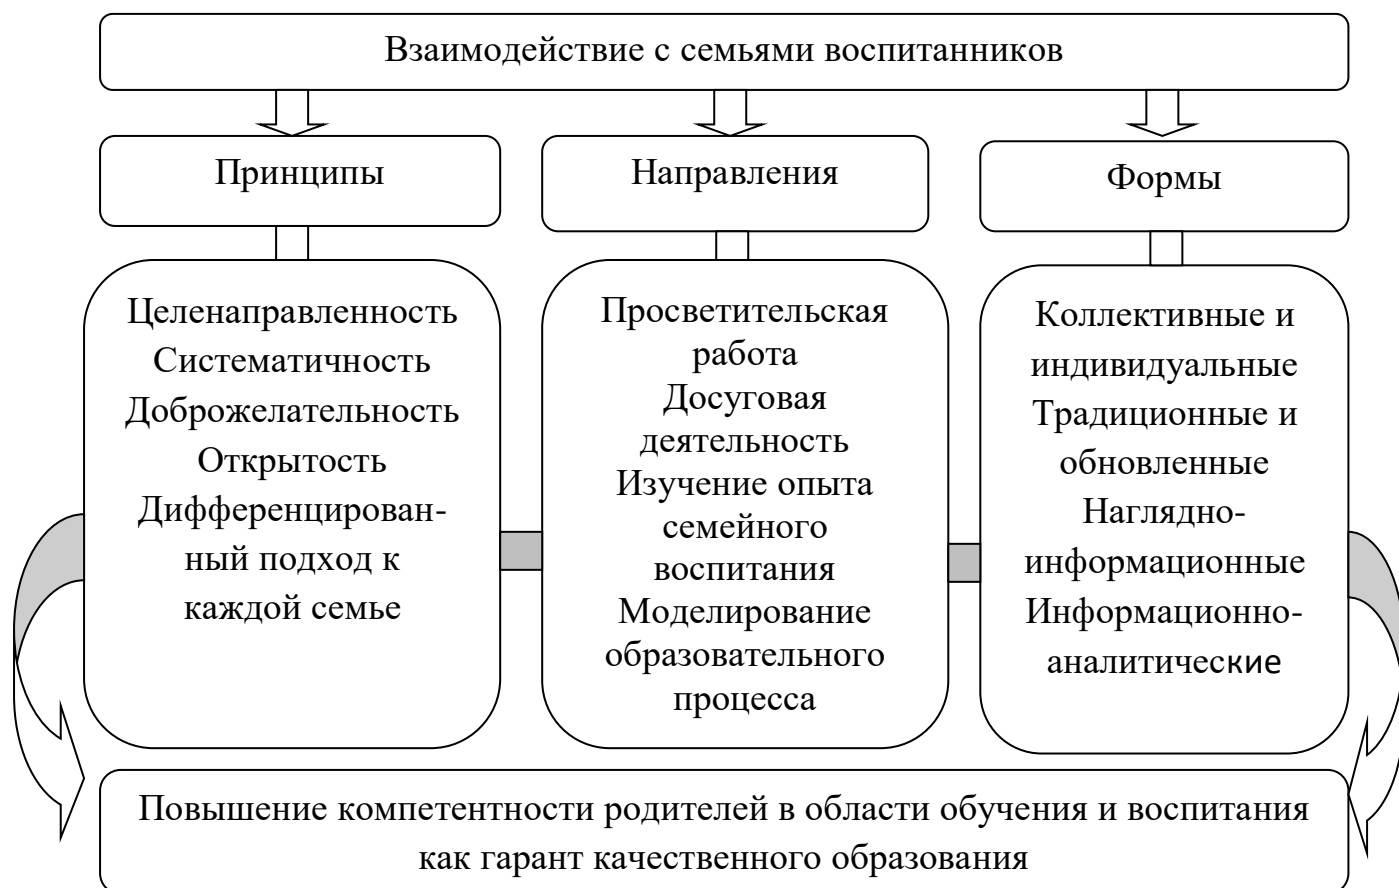 Взаимодействие с семьями воспитанников
Принципы
Направления
Формы
Целенаправленность
Систематичность
Доброжелательность
Открытость
Дифференцирован-
ный подход к
каждой семье
Просветительская
работа
Досуговая
деятельность
Изучение опыта
семейного
воспитания
Моделирование
образовательного
процесса
Коллективные и
индивидуальные
Традиционные и
обновленные
Наглядно-
информационные
Информационно-
аналитические
Повышение компетентности родителей в области обучения и воспитания
как гарант качественного образования